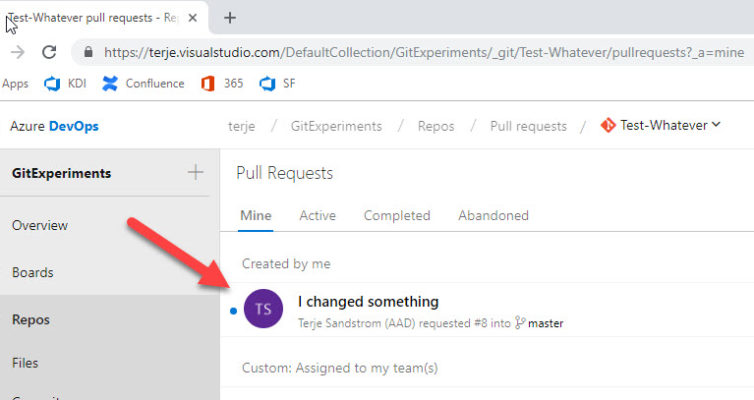 Test-Whatever pull requests - Rep
https://terje.visualstudio.com/DefaultCollection/GitExperiments/_git/Test-Whatever/pullrequests?_a=mine
Apps KDI Confluence 365 SF
Azure DevOps
terje / GitExperiments / Repos / Pull requests / Test-Whatever
GitExperiments
Overview
Boards
Repos
Files
Pull Requests
Mine Active Completed Abandoned
Created by me
TS
I changed something
Terje Sandstrom (AAD) requested #8 into master
Custom: Assigned to my team(s)